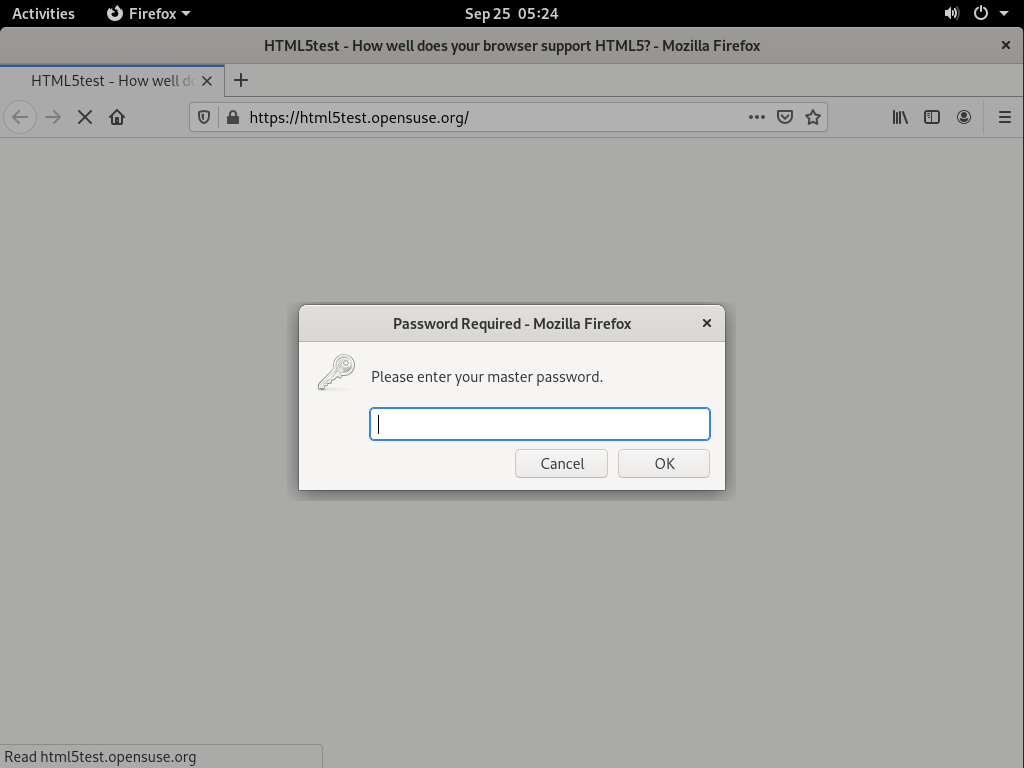 Activities Firefox Sep 25 05:24
HTML5test - How well does your browser support HTML5? - Mozilla Firefox
HTML5test - How well d
https://html5test.opensuse.org/
Password Required - Mozilla Firefox
Please enter your master password.
Cancel OK
Read html5test.opensuse.org